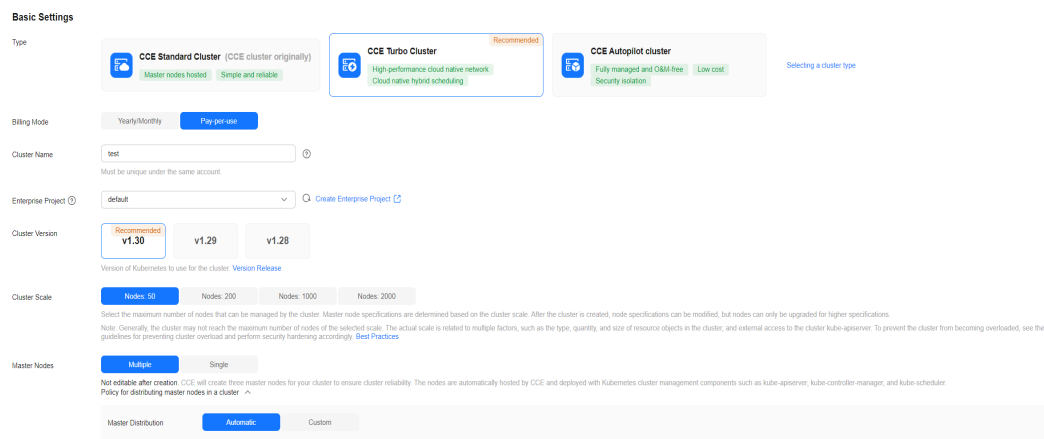 Basic Settings
Type
CCE Standard Cluster (CCE cluster originally)
Master nodes hosted Simple and reliable
Recommended
CCE Turbo Cluster
High-performance cloud native network
Cloud native hybrid scheduling
CCE Autopilot cluster
Fully managed and O&M-free Low cost
Security isolation
Selecting a cluster type
Billing Mode Yearly/Monthly Pay-per-use
Cluster Name test
Must be unique under the same account.
Enterprise Project default Create Enterprise Project
Cluster Version
Recommended
v1.30 v1.29 v1.28
Version of Kubernetes to use for the cluster. Version Release
Cluster Scale Nodes: 50 Nodes: 200 Nodes: 1000 Nodes: 2000
Select the maximum number of nodes that can be managed by the cluster. Master node specifications are determined based on the cluster scale. After the cluster is created, node specifications can be modified, but nodes can only be upgraded for higher specifications.
Note: Generally, the cluster may not reach the maximum number of nodes of the selected scale. The actual scale is related to multiple factors, such as the type, quantity, and size of resource objects in the cluster, and external access to the cluster kube-apiserver. To prevent the cluster from becoming overloaded, see the
guidelines for preventing cluster overload and perform security hardening accordingly. Best Practices
Master Nodes Multiple Single
Not editable after creation. CCE will create three master nodes for your cluster to ensure cluster reliability. The nodes are automatically hosted by CCE and deployed with Kubernetes cluster management components such as kube-apiserver, kube-controller-manager, and kube-scheduler.
Policy for distributing master nodes in a cluster
Master Distribution Automatic Custom